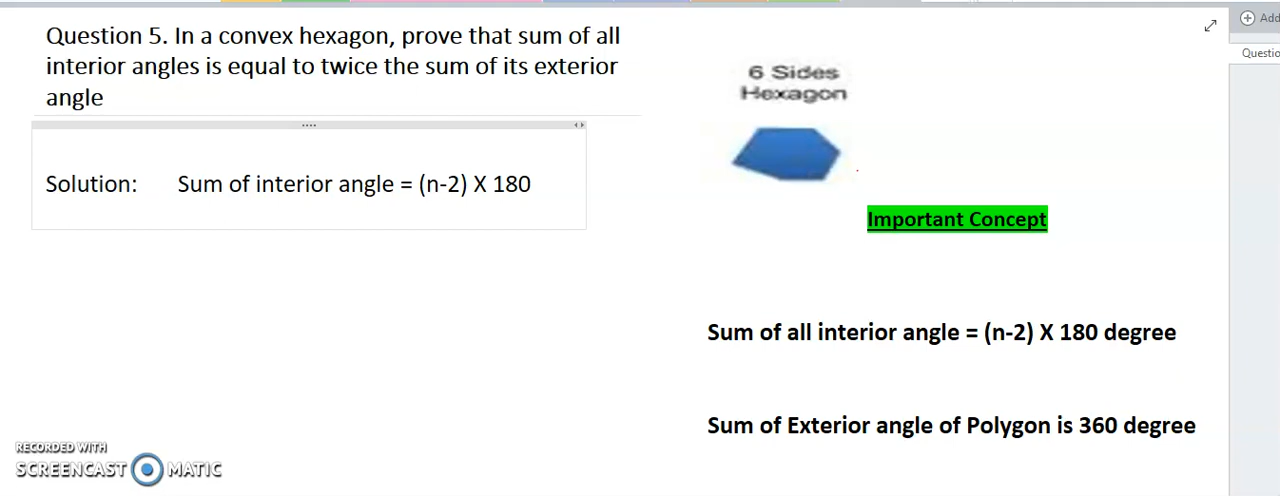 Question 5. In a convex hexagon, prove that sum of all
interior angles is equal to twice the sum of its exterior
angle
Solution: Sum of interior angle = (n-2) X 180
6 Sides
Hexagon
Important Concept
Sum of all interior angle = (n-2) X 180 degree
Sum of Exterior angle of Polygon is 360 degree
Add
Questio
RECORDED WITH
SCREENCAST MATIC